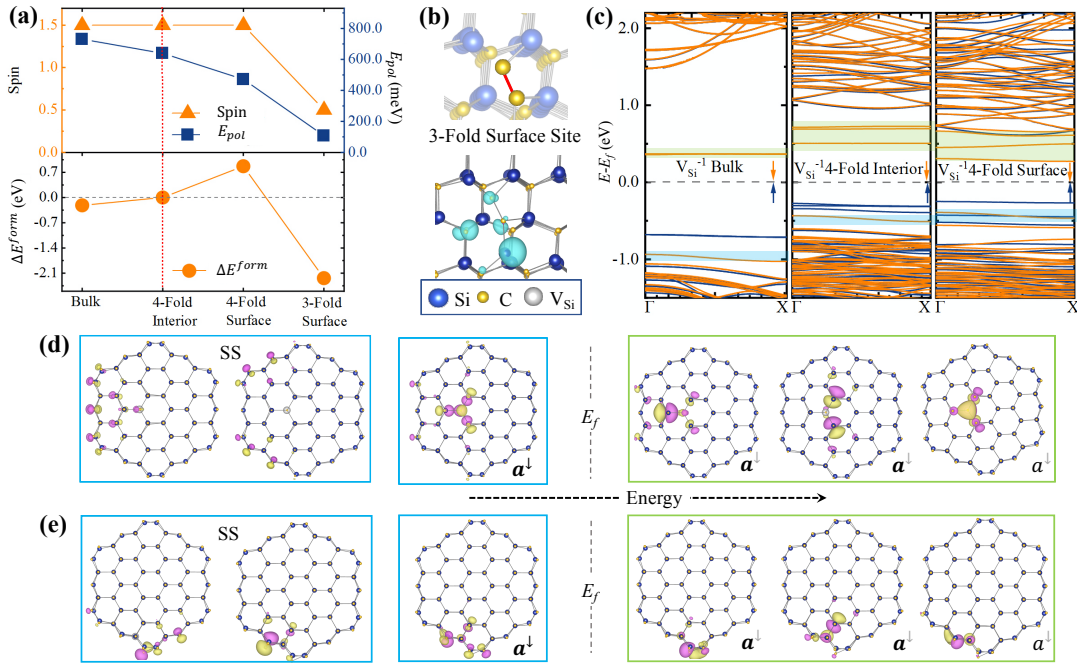 (a)
1.5
1.0
0.5
0.0
Spin
800.0
600.0
400.0
200.0
0.0
E_pol (meV)
Spin
E_pol
0.7
0.0
-0.7
-1.4
-2.1
ΔE^form (eV)
ΔE^form
Bulk
4-Fold Interior
4-Fold Surface
3-Fold Surface
(b)
3-Fold Surface Site
Si C V_Si
(c)
2.0
1.0
0.0
-1.0
E-E_f (eV)
V_Si^-1 Bulk
V_Si^-1 4-Fold Interior
V_Si^-1 4-Fold Surface
Γ X Γ X Γ X
(d)
SS
a↓
E_f
a↓
a↓
a↓
Energy
(e)
SS
a↓
E_f
a↓
a↓
a↓